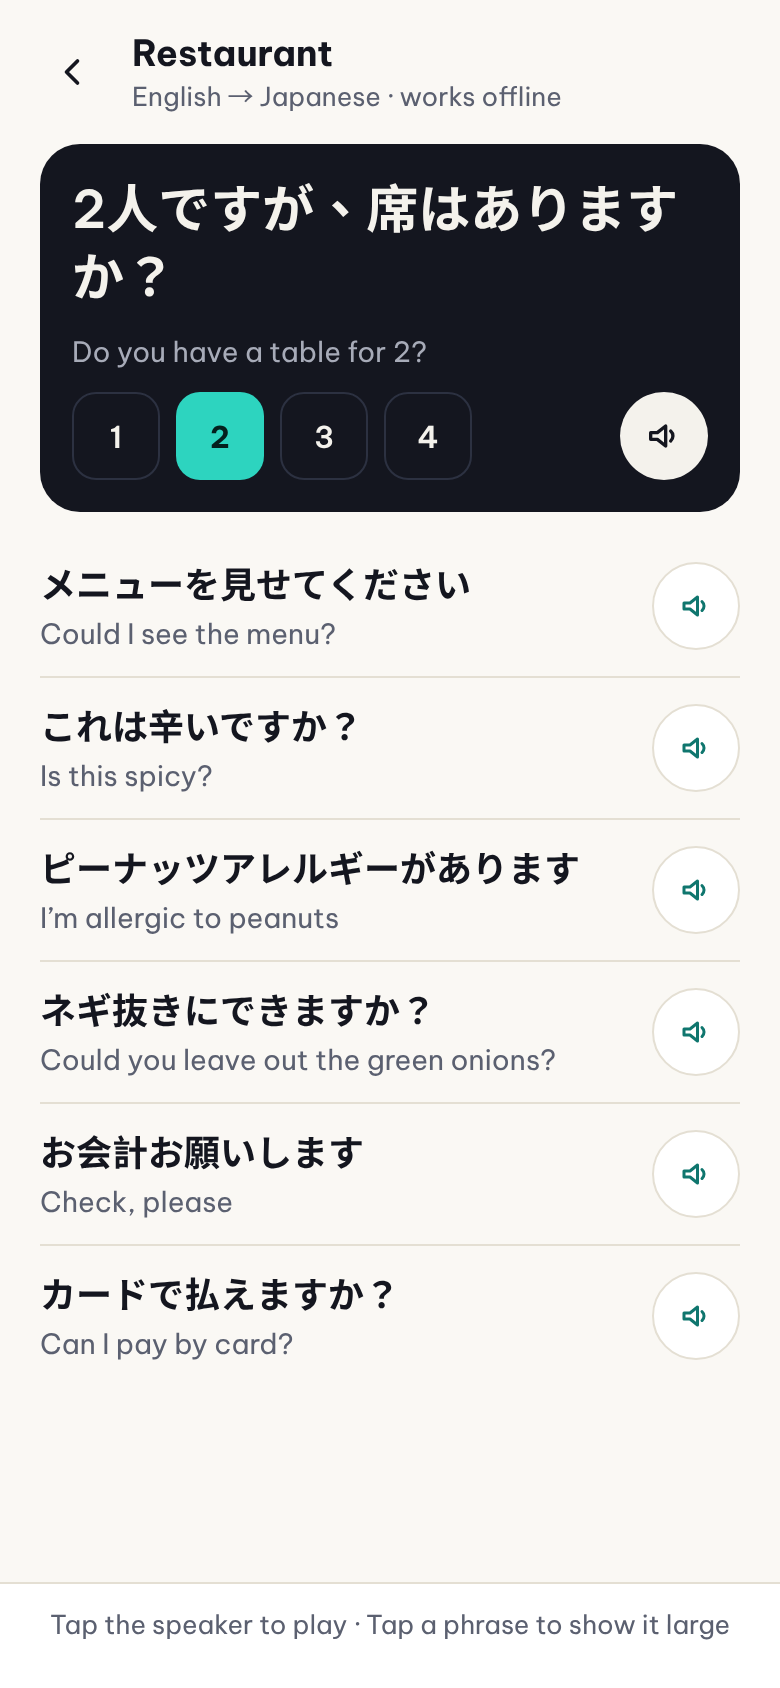 Restaurant
English → Japanese · works offline
2人ですが、席はあります
か？
Do you have a table for 2?
1 2 3 4
メニューを見せてください
Could I see the menu?
これは辛いですか？
Is this spicy?
ピーナッツアレルギーがあります
I’m allergic to peanuts
ネギ抜きにできますか？
Could you leave out the green onions?
お会計お願いします
Check, please
カードで払えますか？
Can I pay by card?
Tap the speaker to play · Tap a phrase to show it large